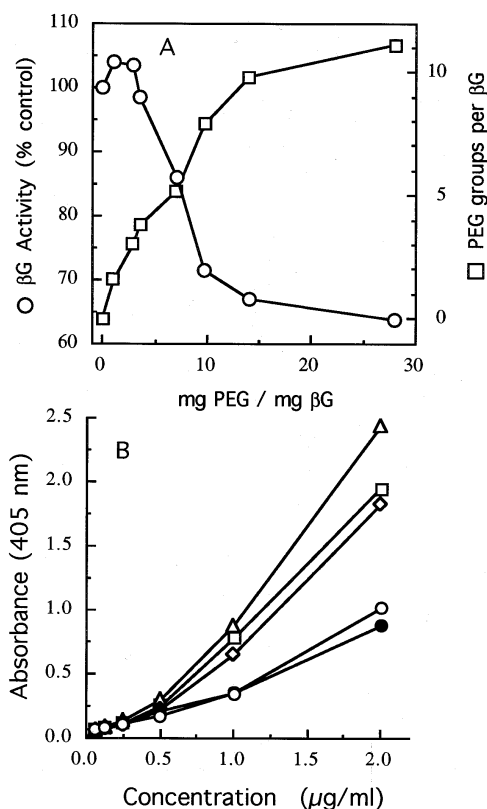 A
110
100
90
80
70
60
○ βG Activity (% control)
10
5
0
□ PEG groups per βG
0 10 20 30
mg PEG / mg βG
B
2.5
2.0
1.5
1.0
0.5
0.0
Absorbance (405 nm)
0.0 0.5 1.0 1.5 2.0
Concentration (μg/ml)